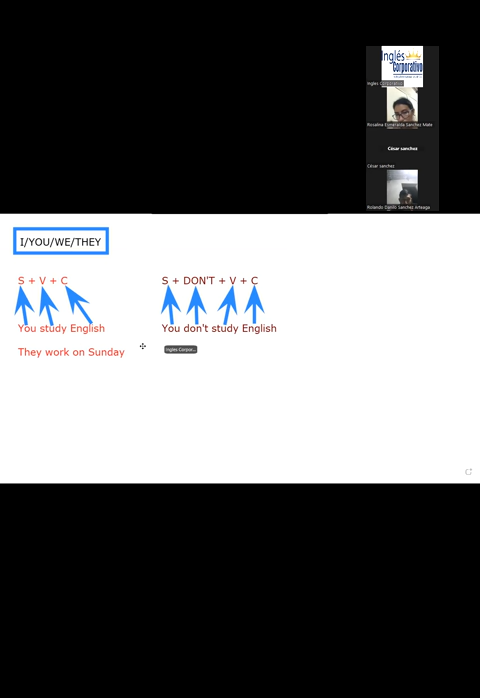 Inglés
Corporativo
Inglés Corporativo
Rosalina Esmeralda Sanchez Mate
César sanchez
César sanchez
Rolando Danilo Sanchez Arteaga
I/YOU/WE/THEY
S + V + C
S + DON'T + V + C
You study English
You don't study English
They work on Sunday
Inglés Corpor...